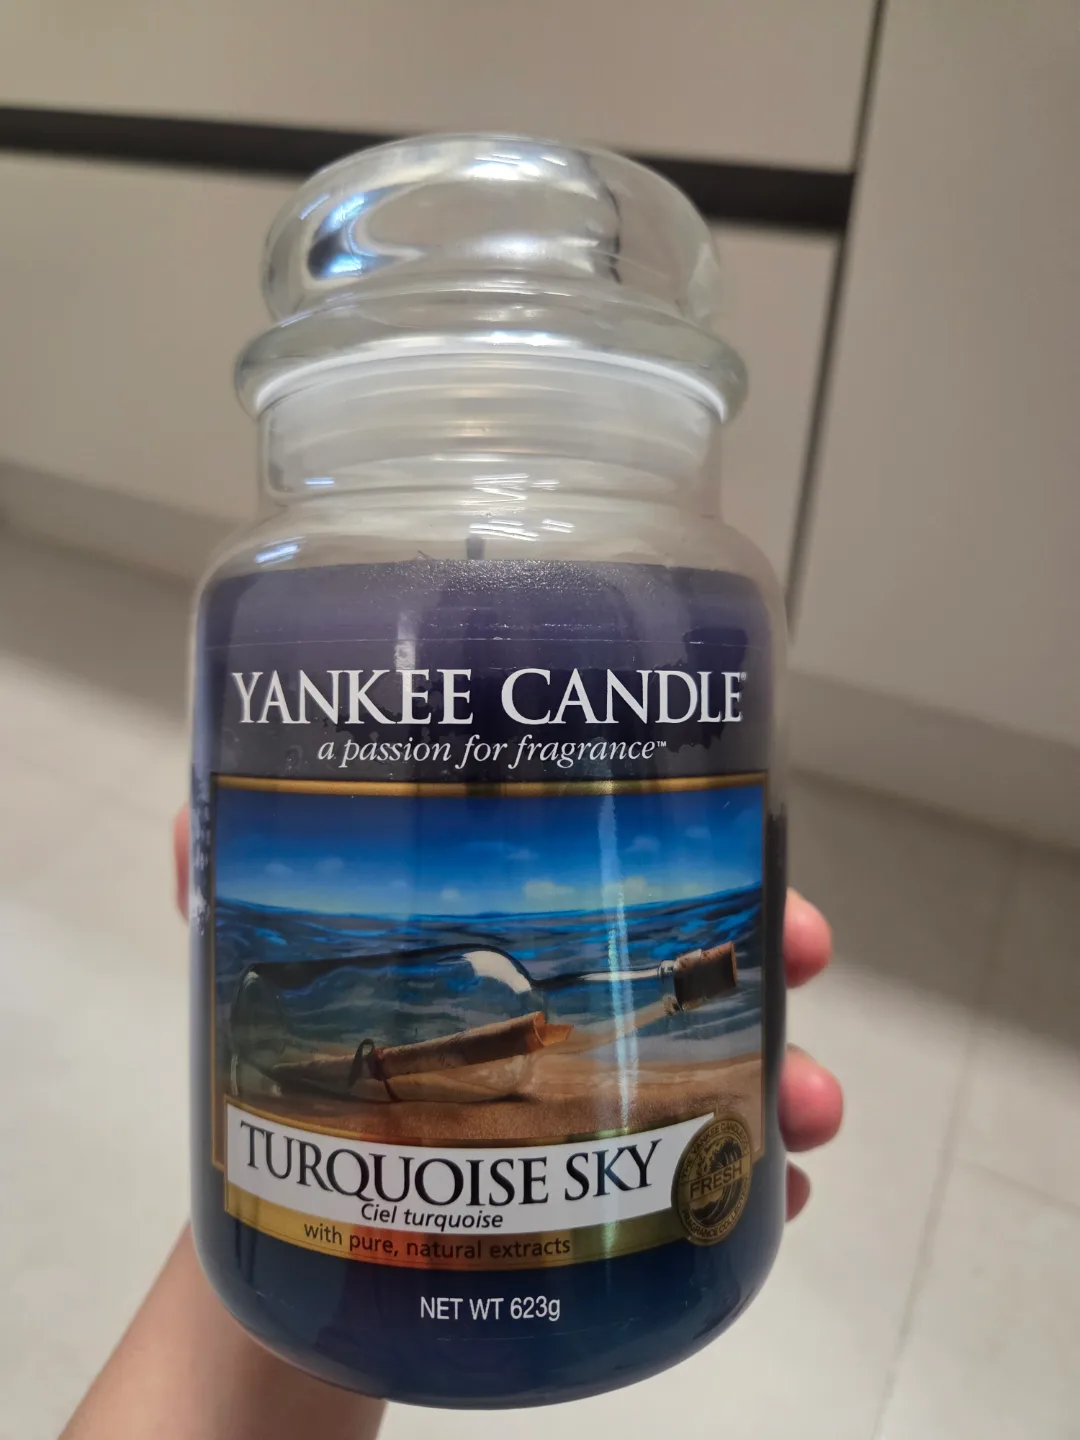 YANKEE CANDLE®
a passion for fragrance™
TURQUOISE SKY
Ciel turquoise
with pure, natural extracts
FRESH
NET WT 623g